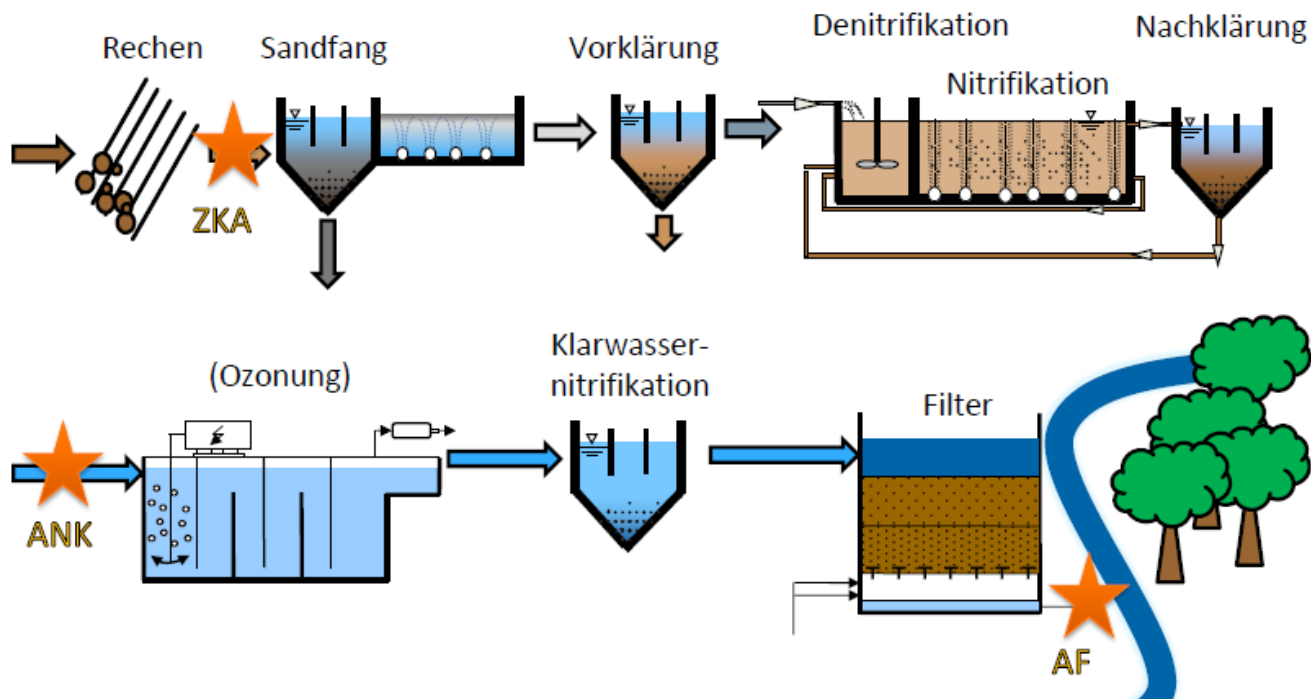 Rechen
Sandfang
Vorklärung
Denitrifikation
Nitrifikation
Nachklärung
ZKA
(Ozonung)
Klarwasser-
nitrifikation
Filter
ANK
AF